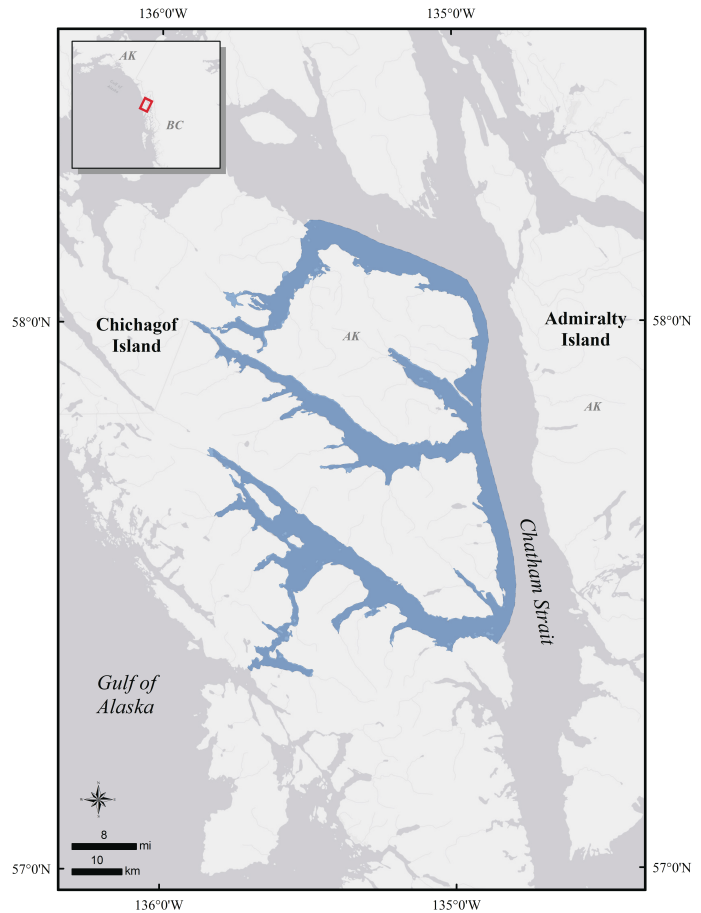 136°0'W
135°0'W
AK
BC
58°0'N
Chichagof
Island
AK
Admiralty
Island
58°0'N
AK
Chatham Strait
Gulf of
Alaska
8
mi
10
km
57°0'N
57°0'N
136°0'W
135°0'W